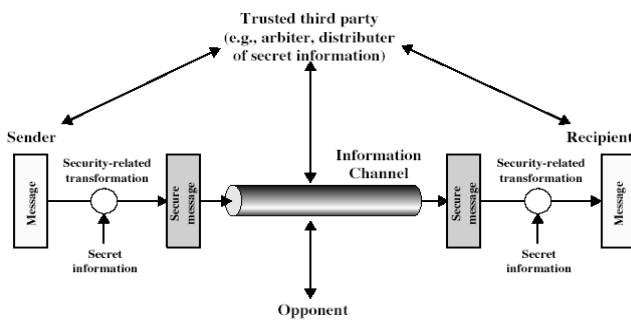 Trusted third party
(e.g., arbiter, distributer
of secret information)
Sender
Recipient
Security-related
transformation
Information
Channel
Security-related
transformation
Message
Secure
message
Secure
message
Message
Secret
information
Secret
information
Opponent